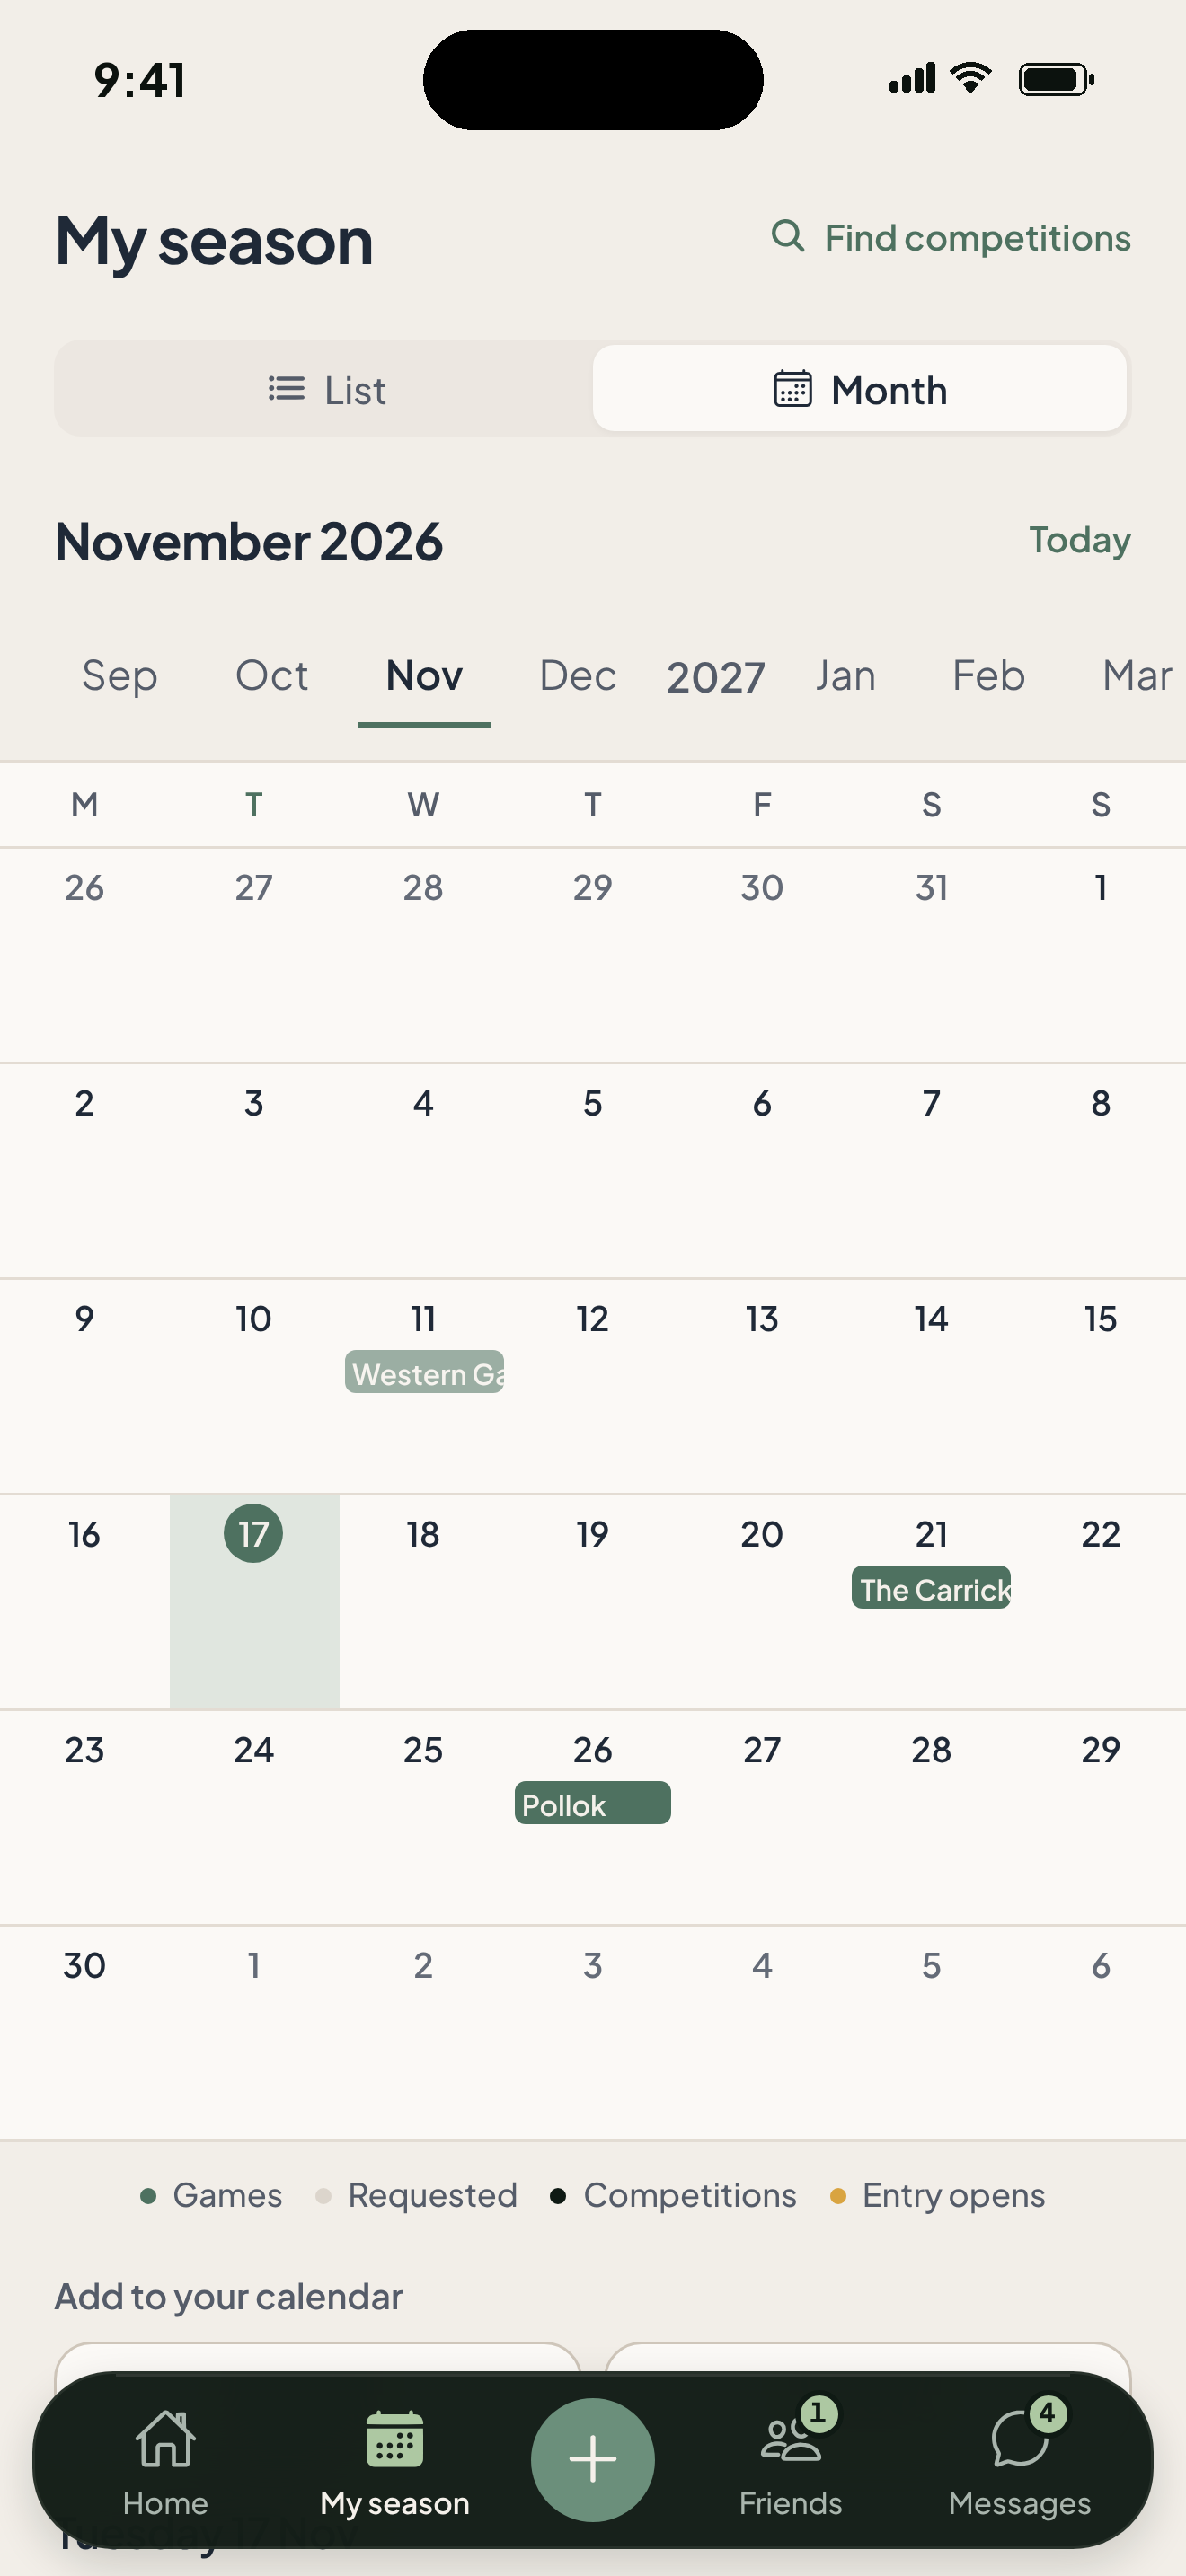 9:41
My season
Find competitions
List
Month
November 2026
Today
Sep Oct Nov Dec 2027 Jan Feb Mar
M T W T F S S
26 27 28 29 30 31 1
2 3 4 5 6 7 8
9 10 11 12 13 14 15
Western Ga
16 17 18 19 20 21 22
The Carrick
23 24 25 26 27 28 29
Pollok
30 1 2 3 4 5 6
Games Requested Competitions Entry opens
Add to your calendar
1 4
Home My season Friends Messages
Tuesday 17 Nov